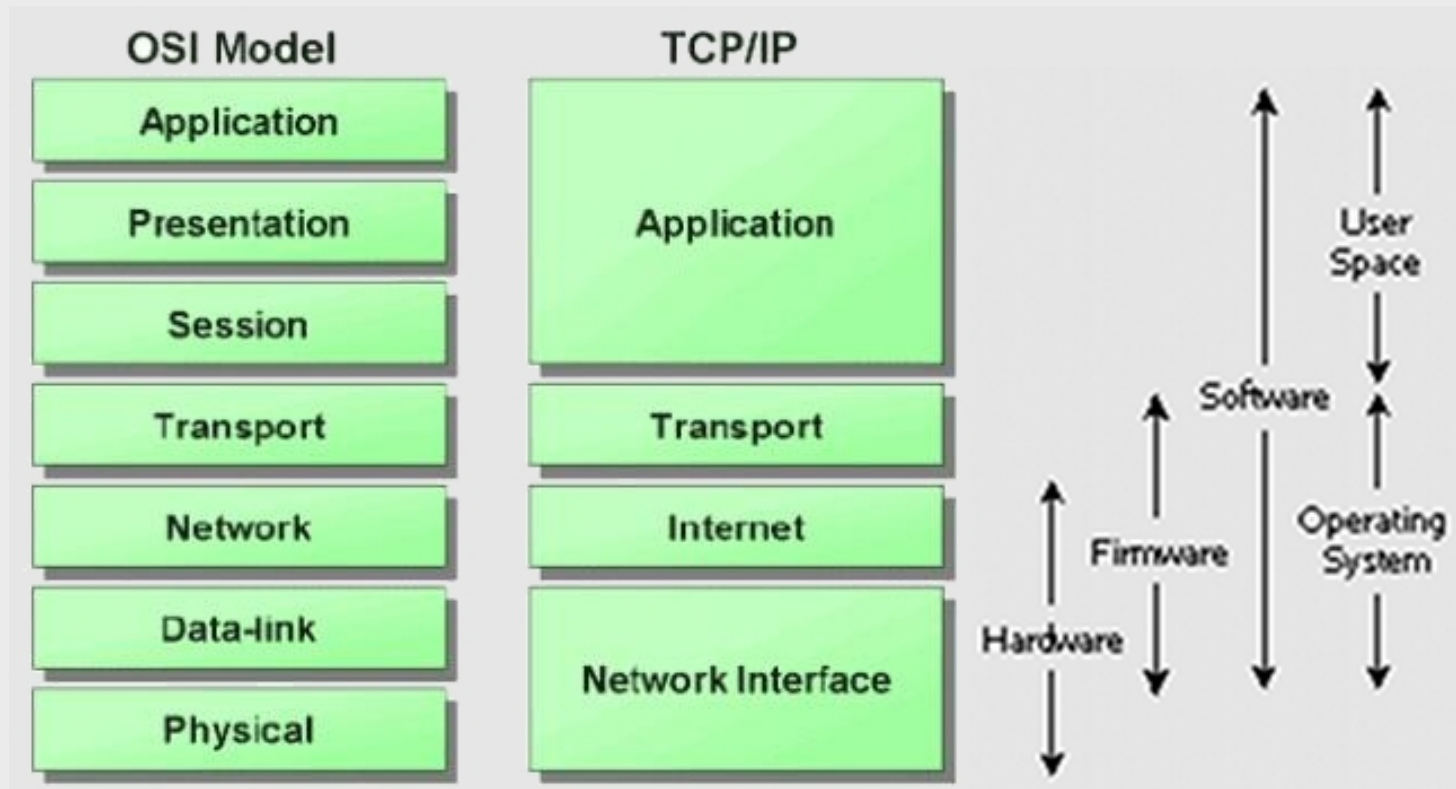 OSI Model
TCP/IP
Application
Presentation
Session
Transport
Network
Data-link
Physical
Application
Transport
Internet
Network Interface
Hardware
Firmware
Software
User
Space
Operating
System